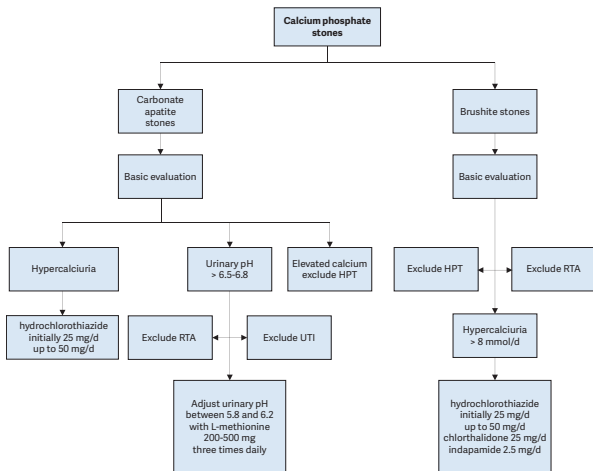 Calcium phosphate
stones
Carbonate
apatite
stones
Brushite stones
Basic evaluation
Basic evaluation
Hypercalciuria
Urinary pH
> 6.5-6.8
Elevated calcium
exclude HPT
Exclude HPT
Exclude RTA
hydrochlorothiazide
initially 25 mg/d
up to 50 mg/d
Exclude RTA
Exclude UTI
Hypercalciuria
> 8 mmol/d
Adjust urinary pH
between 5.8 and 6.2
with L-methionine
200-500 mg
three times daily
hydrochlorothiazide
initially 25 mg/d
up to 50 mg/d
chlorthalidone 25 mg/d
indapamide 2.5 mg/d